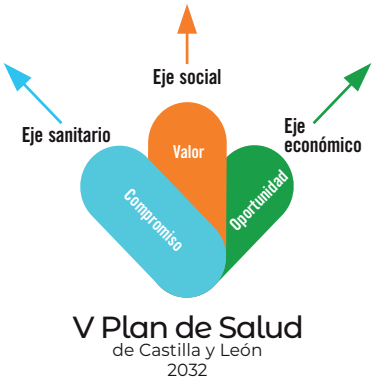 Eje social
Eje sanitario
Eje
económico
Valor
Compromiso
Oportunidad
V Plan de Salud
de Castilla y León
2032